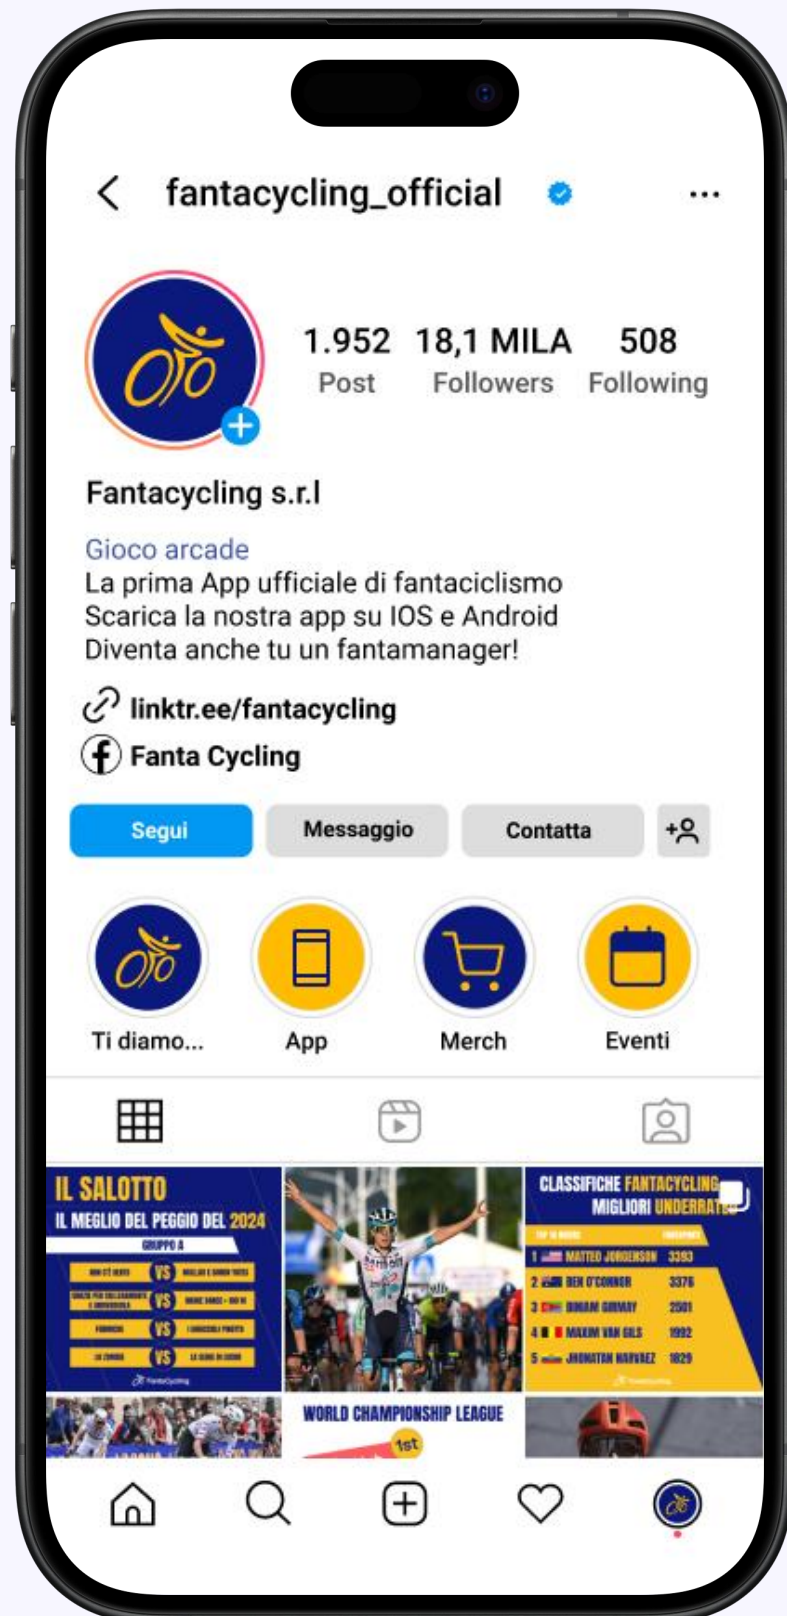 fantacycling_official
1.952 18,1 MILA 508
Post Followers Following
Fantacycling s.r.l
Gioco arcade
La prima App ufficiale di fantaciclismo
Scarica la nostra app su IOS e Android
Diventa anche tu un fantamanager!
linktr.ee/fantacycling
Fanta Cycling
Segui Messaggio Contatta
Ti diamo... App Merch Eventi
IL SALOTTO
IL MEGLIO DEL PEGGIO DEL 2024
GRUPPO A
VS
VS
VS
VS
FantaCycling
CLASSIFICHE FANTACYCLING
MIGLIORI UNDERRATED
1 MATTEO JORGENSON 3393
2 BEN O'CONNOR 3376
3 BINIAM GIRMAY 2501
4 MAXIM VAN GILS 1992
5 JHONATAN NARVAEZ 1829
WORLD CHAMPIONSHIP LEAGUE
1st